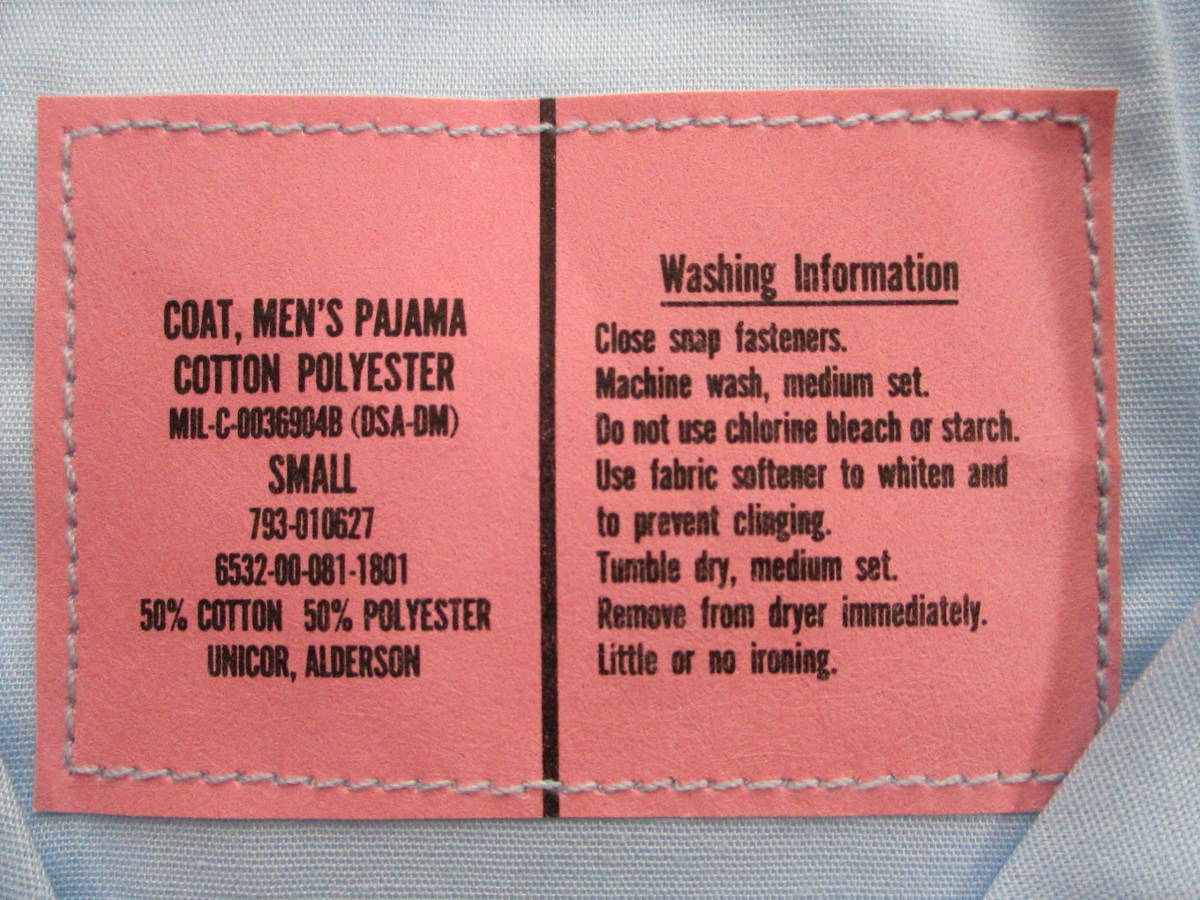 COAT, MEN'S PAJAMA
COTTON POLYESTER
MIL-C-0036904B (DSA-DM)
SMALL
793-010627
6532-00-081-1801
50% COTTON 50% POLYESTER
UNICOR, ALDERSON
Washing Information
Close snap fasteners.
Machine wash, medium set.
Do not use chlorine bleach or starch.
Use fabric softener to whiten and
to prevent clinging.
Tumble dry, medium set.
Remove from dryer immediately.
Little or no ironing.